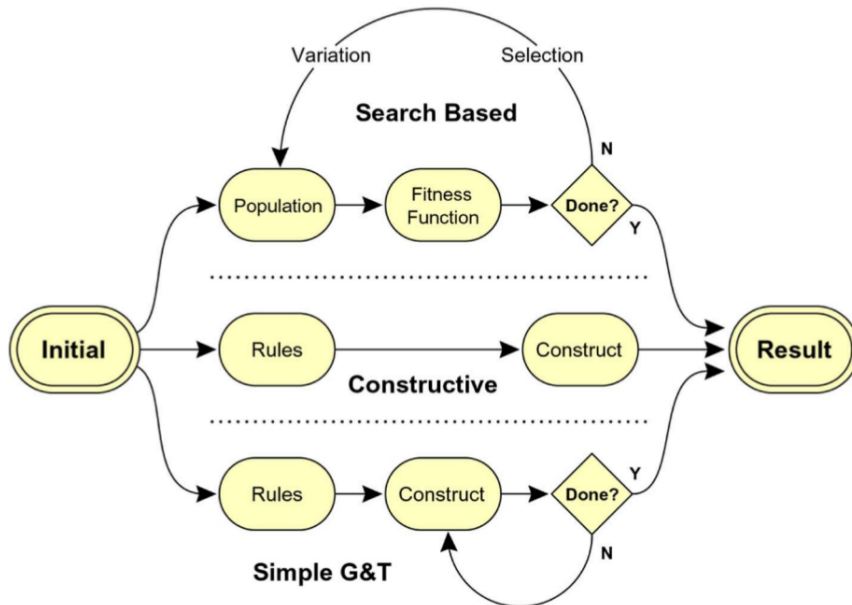 Variation
Selection
Search Based
N
Population
Fitness
Function
Done?
Y
Initial
Rules
Construct
Result
Constructive
Rules
Construct
Done?
Y
N
Simple G&T